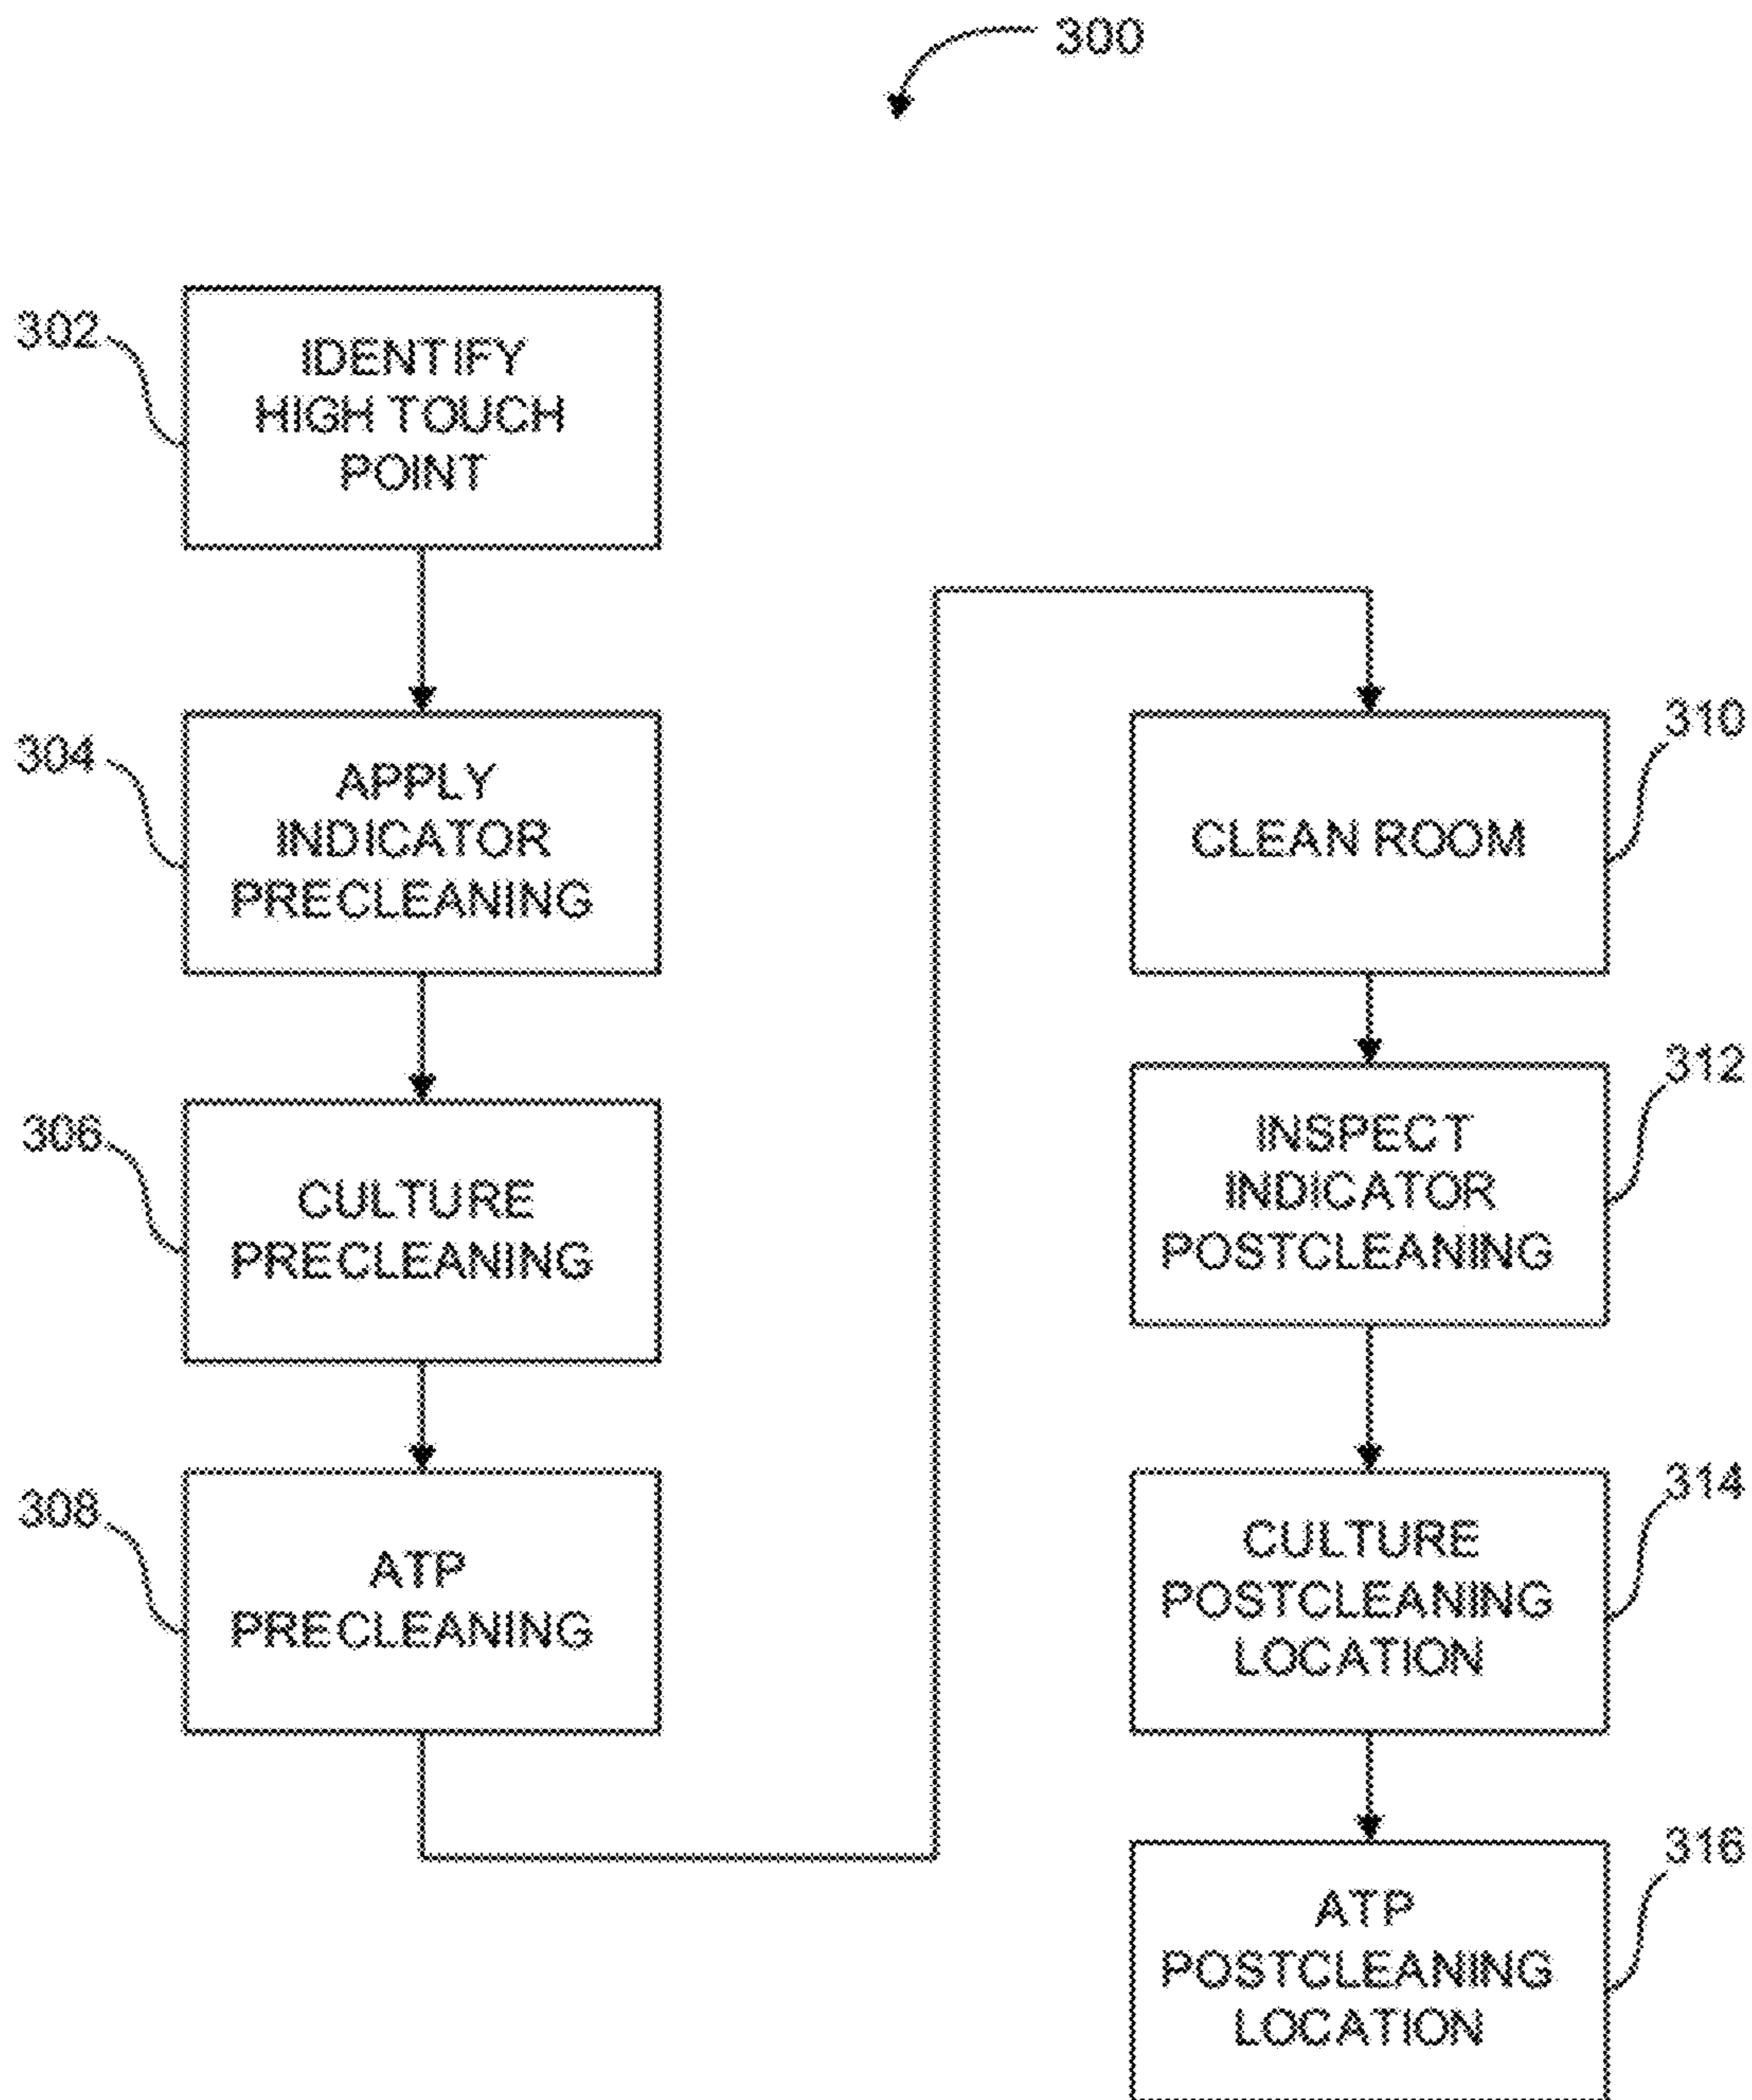 300
302
IDENTIFY
HIGH TOUCH
POINT
304
APPLY
INDICATOR
PRECLEANING
306
CULTURE
PRECLEANING
308
ATP
PRECLEANING
310
CLEAN ROOM
312
INSPECT
INDICATOR
POSTCLEANING
314
CULTURE
POSTCLEANING
LOCATION
316
ATP
POSTCLEANING
LOCATION